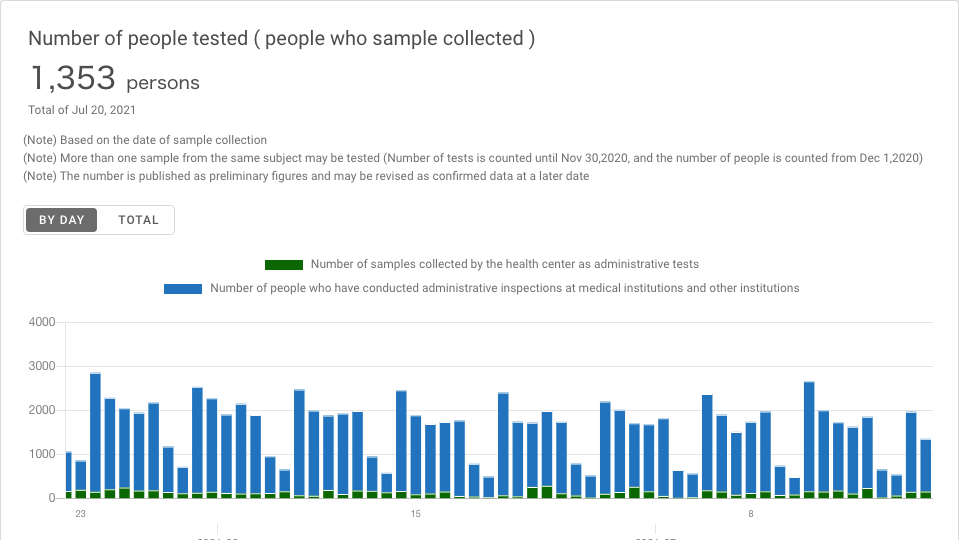 Number of people tested ( people who sample collected )
1,353 persons
Total of Jul 20, 2021
(Note) Based on the date of sample collection
(Note) More than one sample from the same subject may be tested (Number of tests is counted until Nov 30,2020, and the number of people is counted from Dec 1,2020)
(Note) The number is published as preliminary figures and may be revised as confirmed data at a later date
BY DAY TOTAL
Number of samples collected by the health center as administrative tests
Number of people who have conducted administrative inspections at medical institutions and other institutions
4000
3000
2000
1000
0
23 15 8